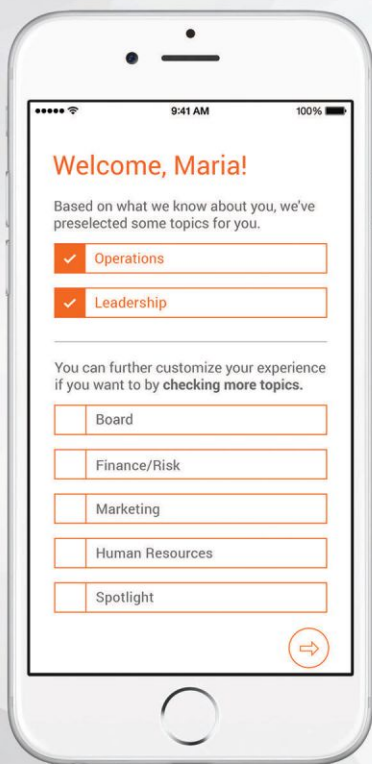 9:41 AM 100%
Welcome, Maria!
Based on what we know about you, we've
preselected some topics for you.
Operations
Leadership
You can further customize your experience
if you want to by checking more topics.
Board
Finance/Risk
Marketing
Human Resources
Spotlight